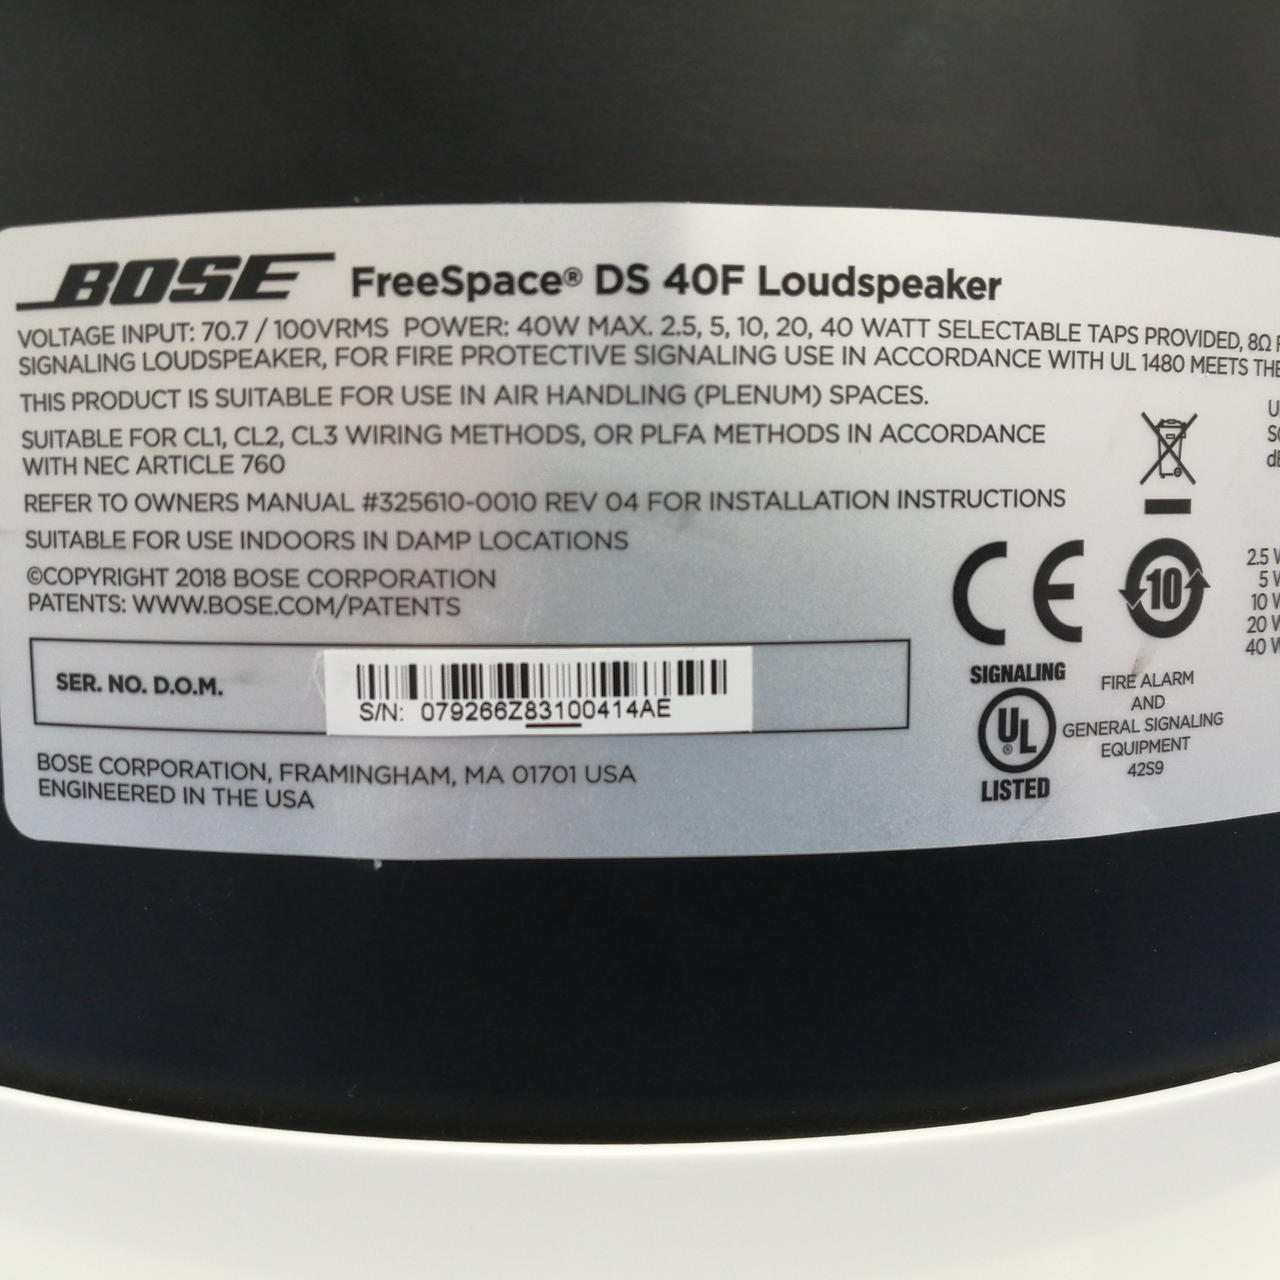 BOSE FreeSpace® DS 40F Loudspeaker
VOLTAGE INPUT: 70.7 / 100VRMS POWER: 40W MAX. 2.5, 5, 10, 20, 40 WATT SELECTABLE TAPS PROVIDED, 8Ω
SIGNALING LOUDSPEAKER, FOR FIRE PROTECTIVE SIGNALING USE IN ACCORDANCE WITH UL 1480 MEETS THE
THIS PRODUCT IS SUITABLE FOR USE IN AIR HANDLING (PLENUM) SPACES.
SUITABLE FOR CL1, CL2, CL3 WIRING METHODS, OR PLFA METHODS IN ACCORDANCE
WITH NEC ARTICLE 760
REFER TO OWNERS MANUAL #325610-0010 REV 04 FOR INSTALLATION INSTRUCTIONS
SUITABLE FOR USE INDOORS IN DAMP LOCATIONS
©COPYRIGHT 2018 BOSE CORPORATION
PATENTS: WWW.BOSE.COM/PATENTS
SER. NO. D.O.M.
S/N: 079266Z83100414AE
BOSE CORPORATION, FRAMINGHAM, MA 01701 USA
ENGINEERED IN THE USA
CE
10
SIGNALING
UL ®
LISTED
FIRE ALARM
AND
GENERAL SIGNALING
EQUIPMENT
42S9
2.5 W
5 W
10 W
20 W
40 W